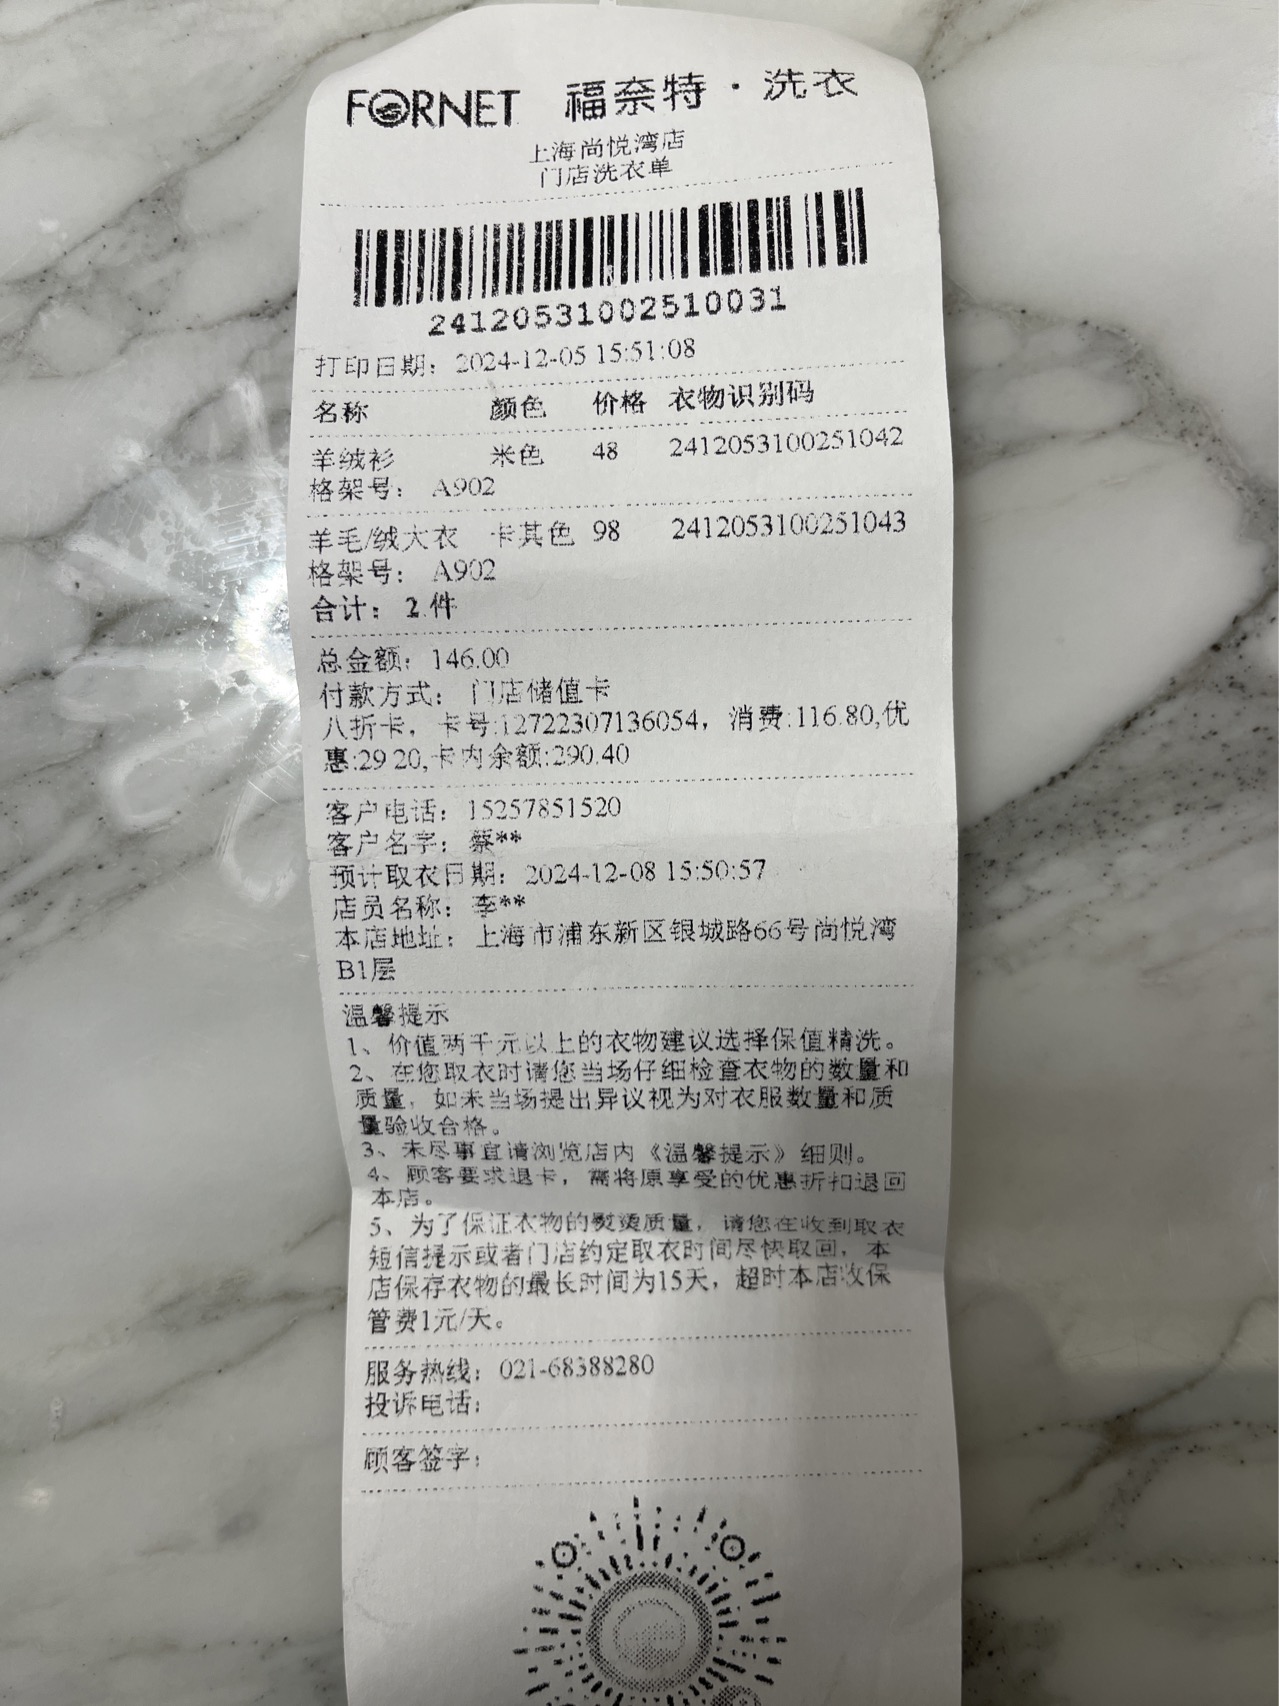 FORNET 福奈特·洗衣
上海尚悦湾店
门店洗衣单
24120531002510031
打印日期： 2024-12-05 15:51:08
名称 颜色 价格 衣物识别码
羊绒衫 米色 48 2412053100251042
格架号： A902
羊毛/绒大衣 卡其色 98 2412053100251043
格架号： A902
合计： 2 件
总金额： 146.00
付款方式： 门店储值卡
八折卡，卡号:12722307136054，消费:116.80,优
惠:29.20,卡内余额:290.40
客户电话： 15257851520
客户名字： 蔡**
预计取衣日期： 2024-12-08 15:50:57
店员名称： 李**
本店地址： 上海市浦东新区银城路66号尚悦湾
B1层
温馨提示
1、价值两千元以上的衣物建议选择保值精洗。
2、在您取衣时请您当场仔细检查衣物的数量和
质量，如未当场提出异议视为对衣服数量和质
量验收合格。
3、未尽事宜请浏览店内《温馨提示》细则。
4、顾客要求退卡，需将原享受的优惠折扣退回
本店。
5、为了保证衣物的熨烫质量，请您在收到取衣
短信提示或者门店约定取衣时间尽快取回，本
店保存衣物的最长时间为15天，超时本店收保
管费1元/天。
服务热线： 021-68388280
投诉电话：
顾客签字：